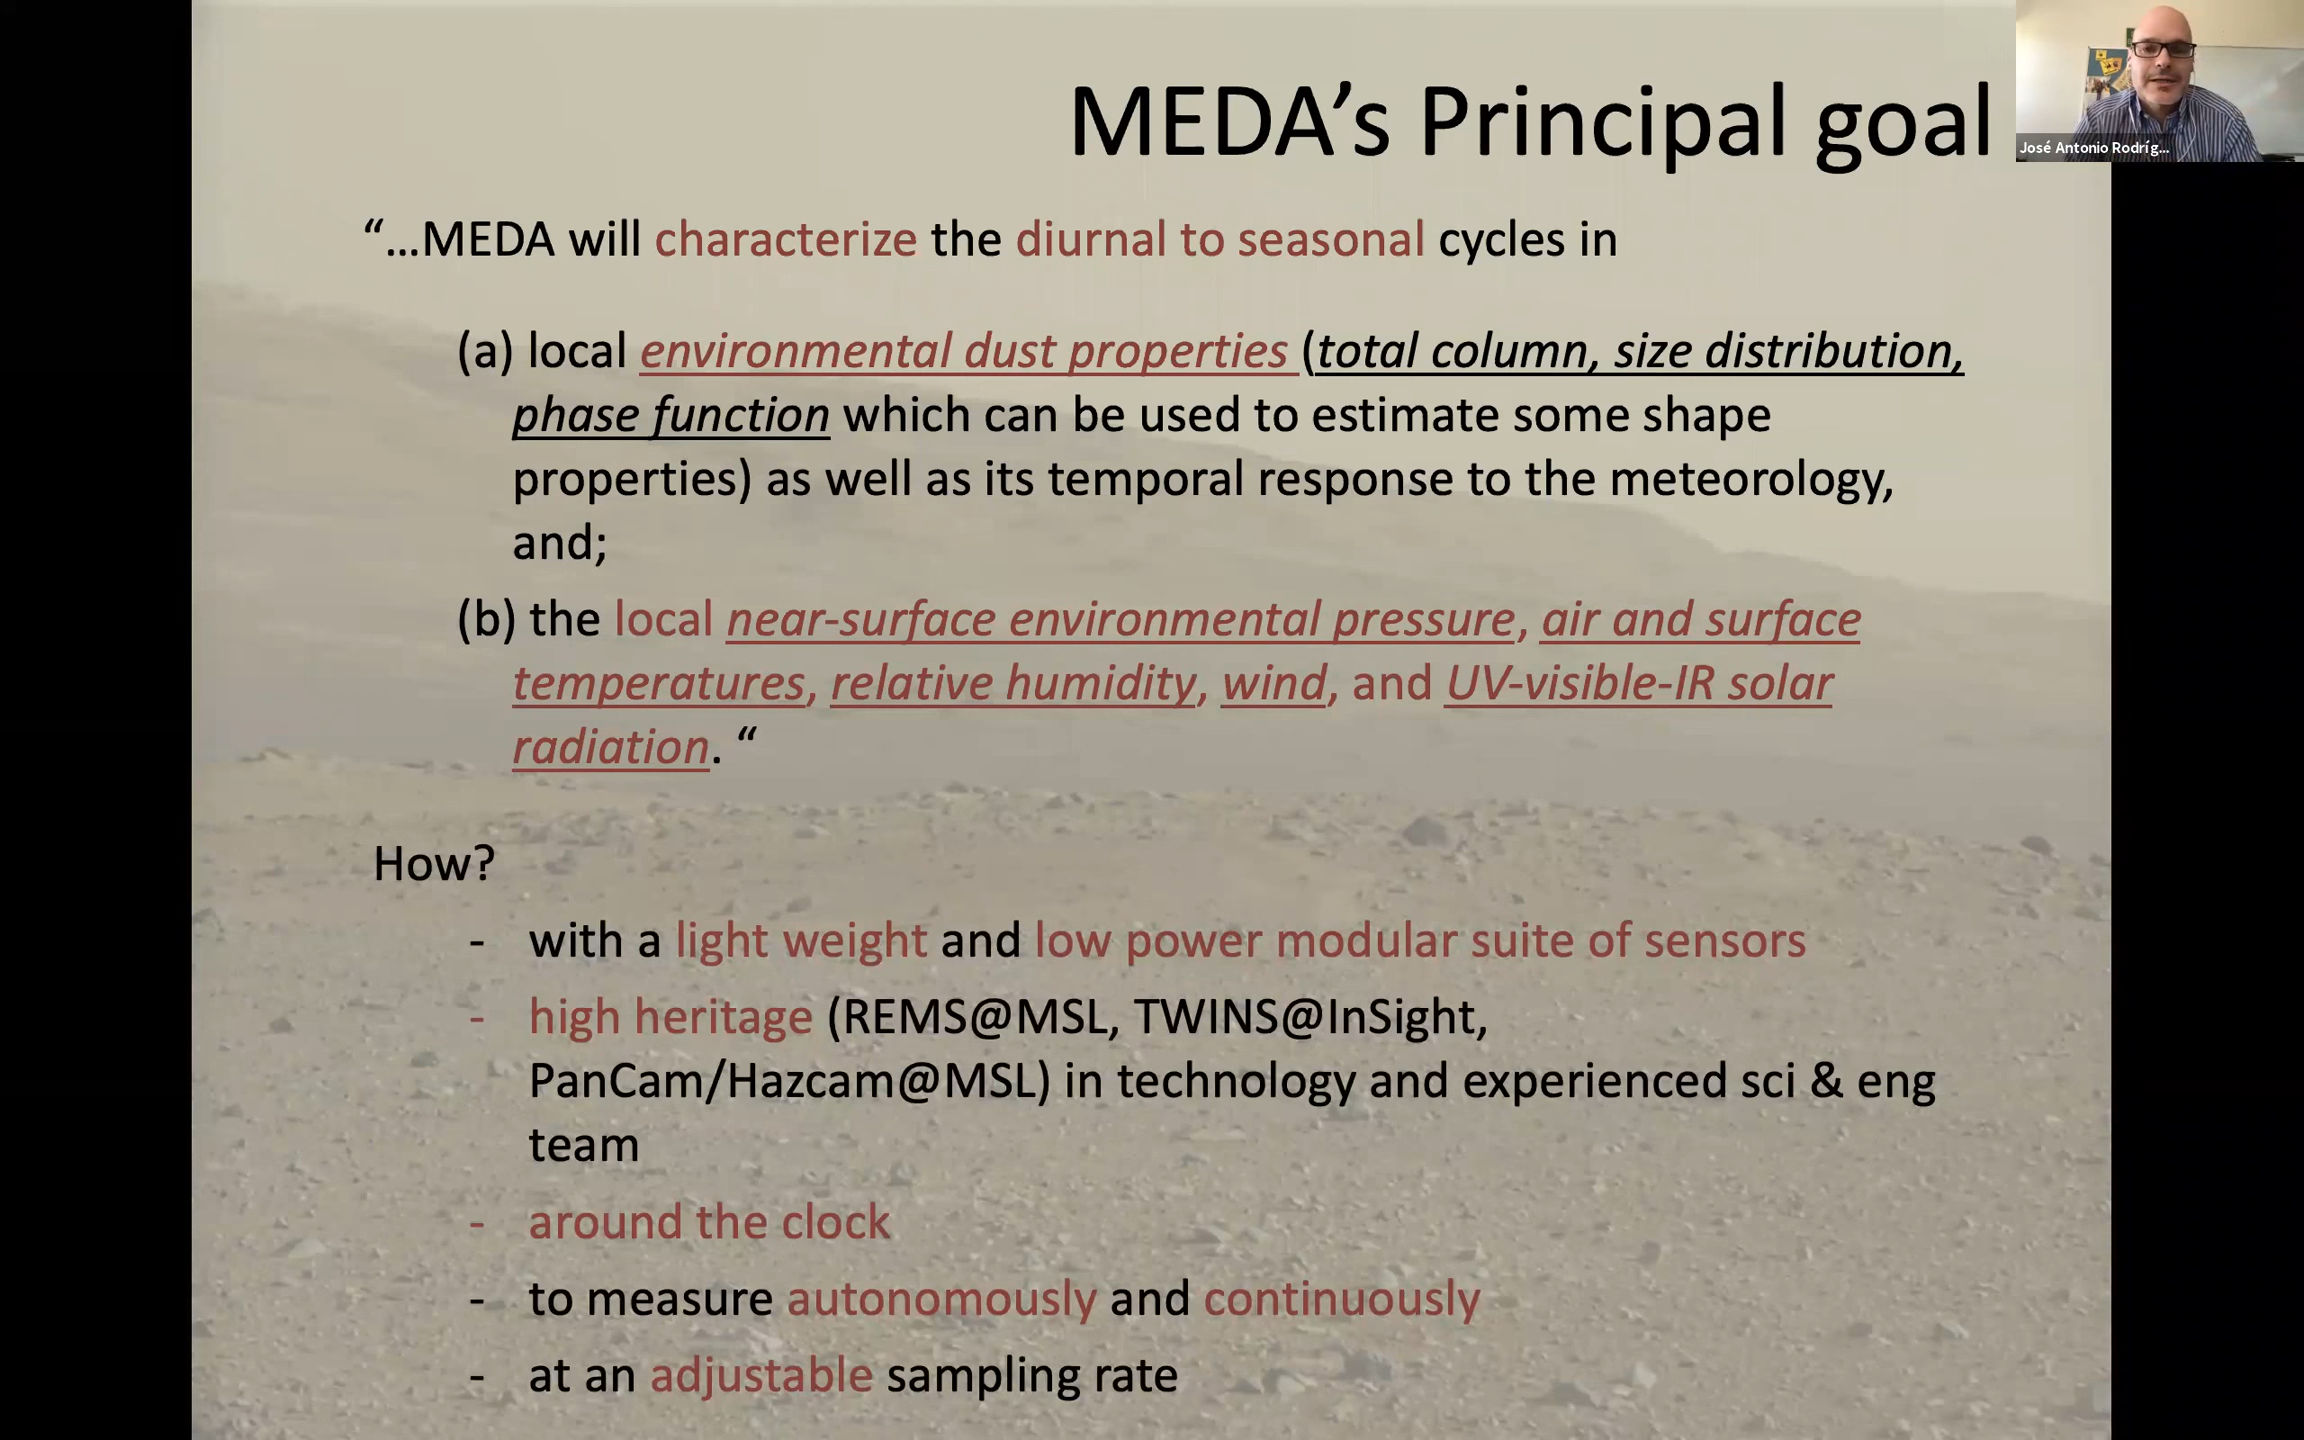 MEDA’s Principal goal
José Antonio Rodríg...
“...MEDA will characterize the diurnal to seasonal cycles in
(a) local environmental dust properties (total column, size distribution,
phase function which can be used to estimate some shape
properties) as well as its temporal response to the meteorology,
and;
(b) the local near-surface environmental pressure, air and surface
temperatures, relative humidity, wind, and UV-visible-IR solar
radiation. “
How?
- with a light weight and low power modular suite of sensors
- high heritage (REMS@MSL, TWINS@InSight,
PanCam/Hazcam@MSL) in technology and experienced sci & eng
team
- around the clock
- to measure autonomously and continuously
- at an adjustable sampling rate